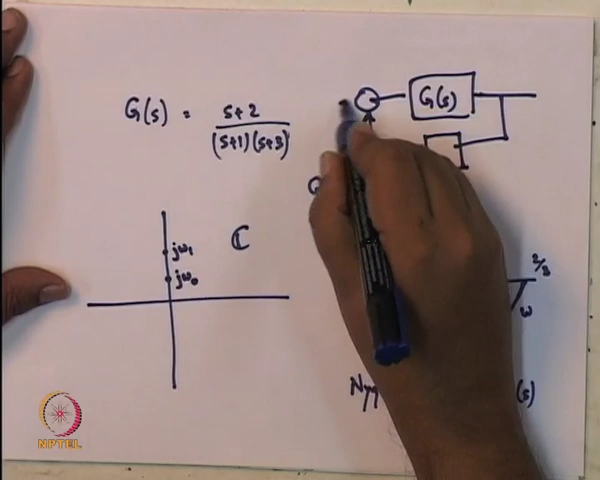 G(s) = s+2
(s+1)(s+3)
G(s)
jω₁
ℂ
jω₀
2/3
ω
(s)
NPTEL